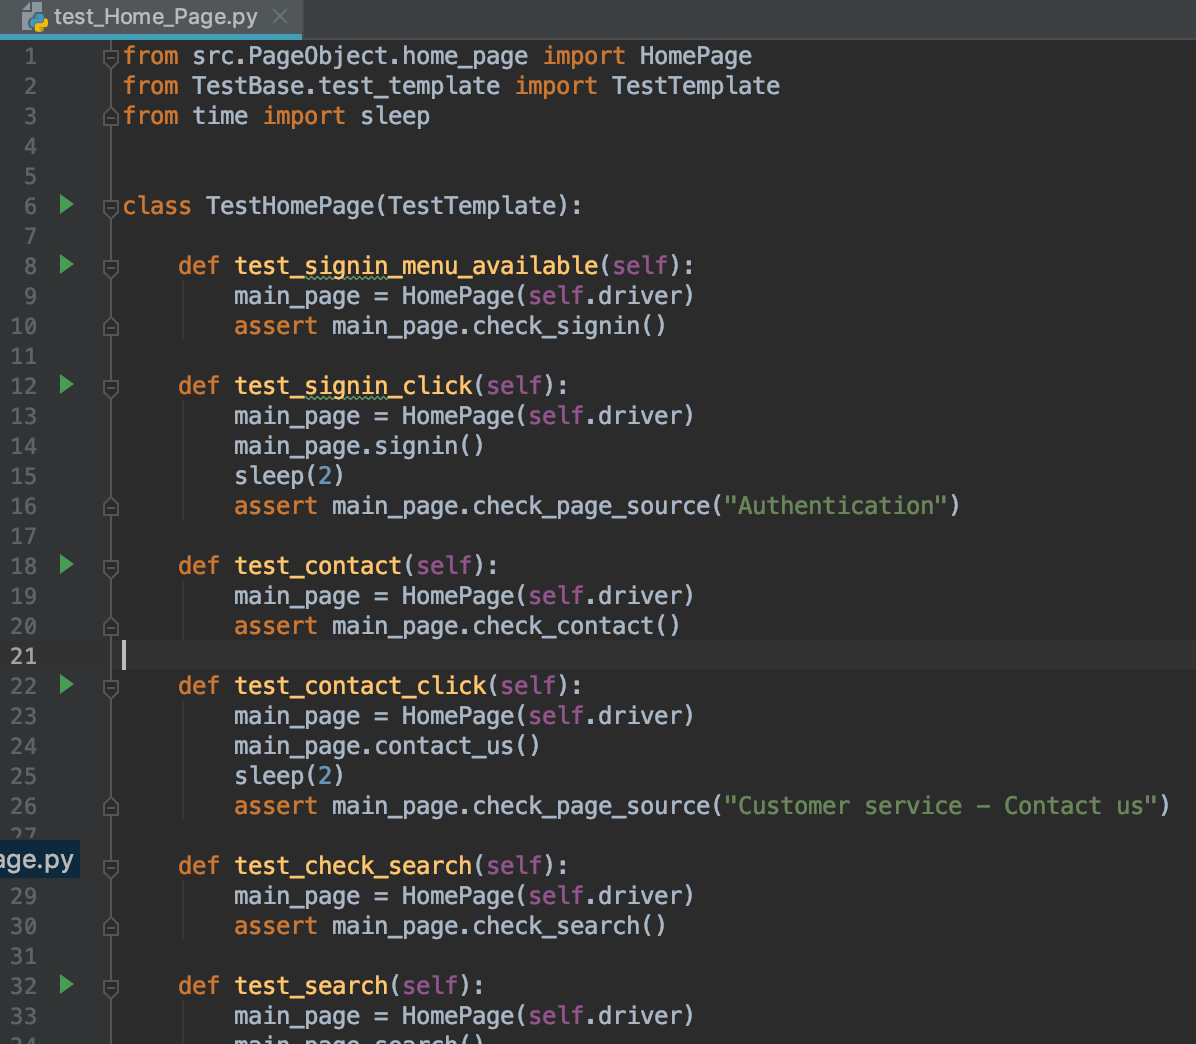 test_Home_Page.py
1 from src.PageObject.home_page import HomePage
2 from TestBase.test_template import TestTemplate
3 from time import sleep
4
5
6 class TestHomePage(TestTemplate):
7
8 def test_signin_menu_available(self):
9 main_page = HomePage(self.driver)
10 assert main_page.check_signin()
11
12 def test_signin_click(self):
13 main_page = HomePage(self.driver)
14 main_page.signin()
15 sleep(2)
16 assert main_page.check_page_source("Authentication")
17
18 def test_contact(self):
19 main_page = HomePage(self.driver)
20 assert main_page.check_contact()
21
22 def test_contact_click(self):
23 main_page = HomePage(self.driver)
24 main_page.contact_us()
25 sleep(2)
26 assert main_page.check_page_source("Customer service - Contact us")
27
age.py def test_check_search(self):
29 main_page = HomePage(self.driver)
30 assert main_page.check_search()
31
32 def test_search(self):
33 main_page = HomePage(self.driver)
34 main_page.search()